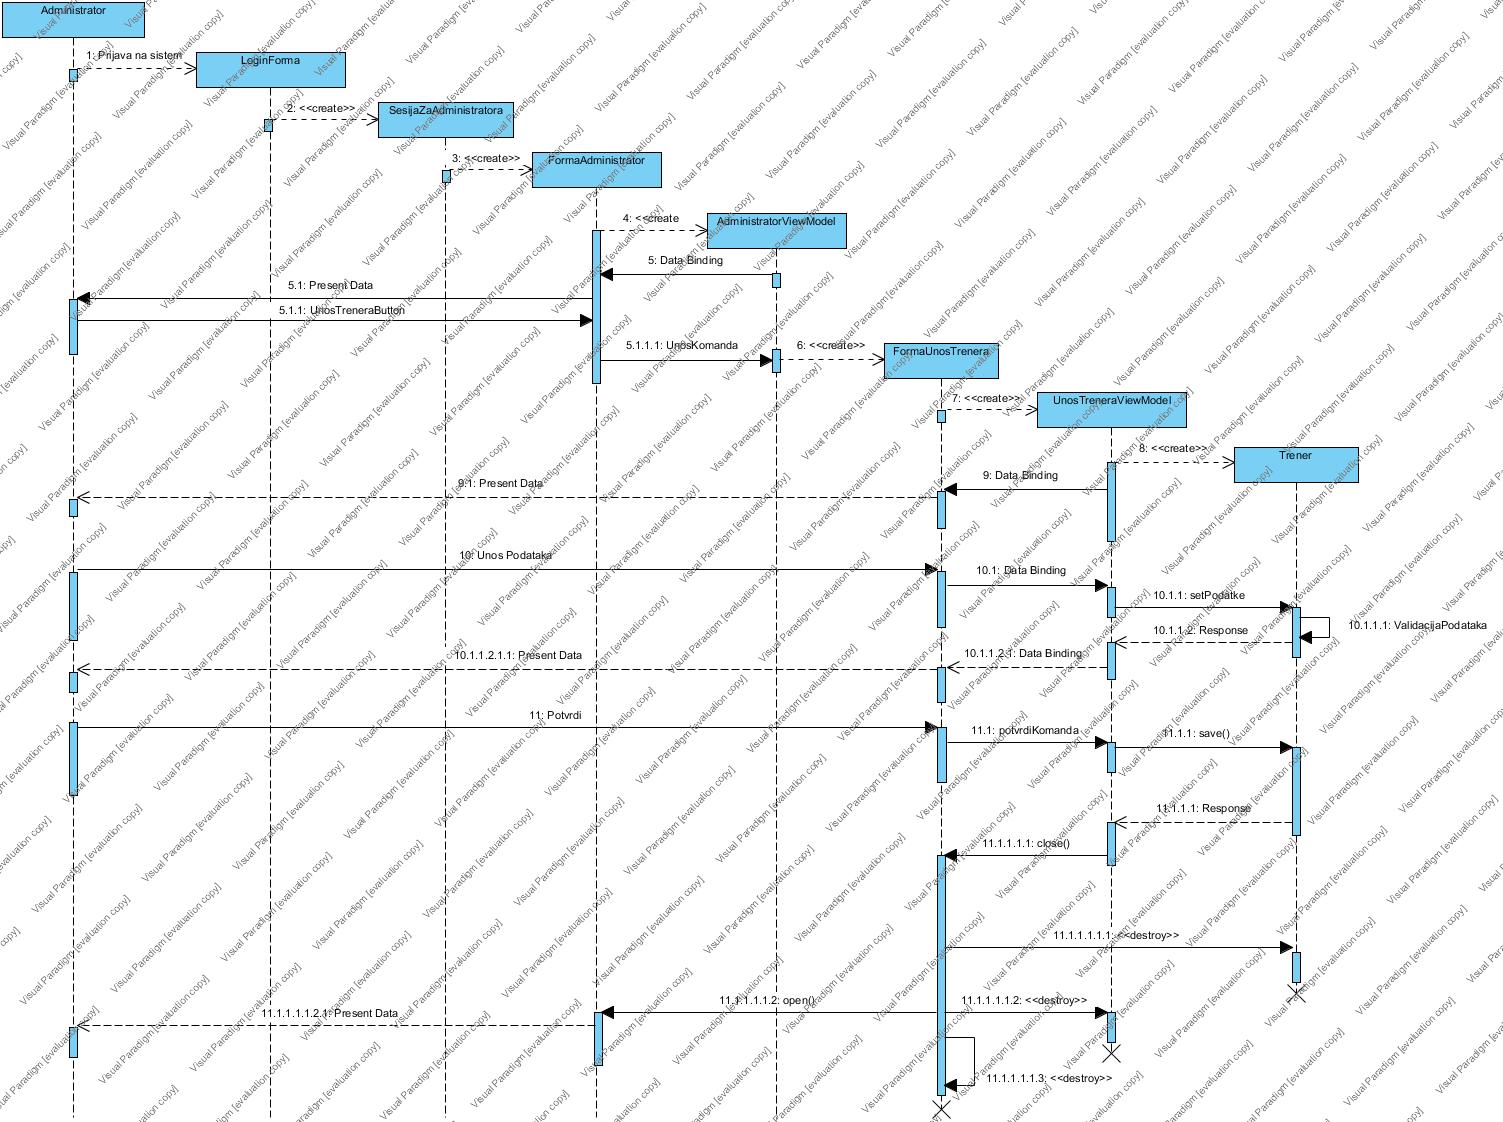 Administrator
1: Prijava na sistem
LoginForma
2: <<create>>
SesijaZaAdministratora
3: <<create>>
FormaAdministrator
4: <<create
AdministratorViewModel
5: Data Binding
5.1: Present Data
5.1.1: UnosTreneraButton
5.1.1.1: UnosKomanda
6: <<create>>
FormaUnosTrenera
7: <<create>>
UnosTreneraViewModel
8: <<create>>
Trener
9: Data Binding
9.1: Present Data
10: Unos Podataka
10.1: Data Binding
10.1.1: setPodatke
10.1.1.1: ValidacijaPodataka
10.1.1.2: Response
10.1.1.2.1: Data Binding
10.1.1.2.1.1: Present Data
11: Potvrdi
11.1: potvrdiKomanda
11.1.1: save()
11.1.1.1: Response
11.1.1.1.1: close()
11.1.1.1.1.1: <<destroy>>
11.1.1.1.1.2: open()
11.1.1.1.1.2: <<destroy>>
11.1.1.1.1.2.1: Present Data
11.1.1.1.1.3: <<destroy>>
Visual Paradigm [evaluation copy]